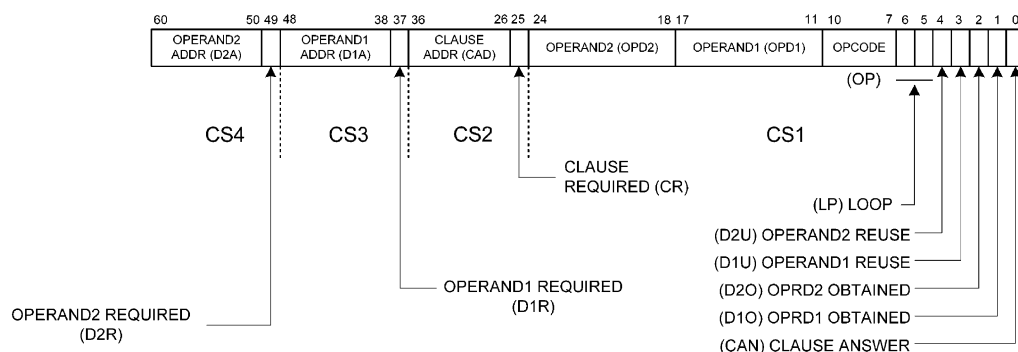 60 50 49 48 38 37 36 26 25 24 18 17 11 10 7 6 5 4 3 2 1 0
OPERAND2 ADDR (D2A)
OPERAND1 ADDR (D1A)
CLAUSE ADDR (CAD)
OPERAND2 (OPD2)
OPERAND1 (OPD1)
OPCODE
(OP)
CS4
CS3
CS2
CS1
CLAUSE
REQUIRED (CR)
(LP) LOOP
(D2U) OPERAND2 REUSE
(D1U) OPERAND1 REUSE
(D2O) OPRD2 OBTAINED
(D1O) OPRD1 OBTAINED
(CAN) CLAUSE ANSWER
OPERAND1 REQUIRED
(D1R)
OPERAND2 REQUIRED
(D2R)